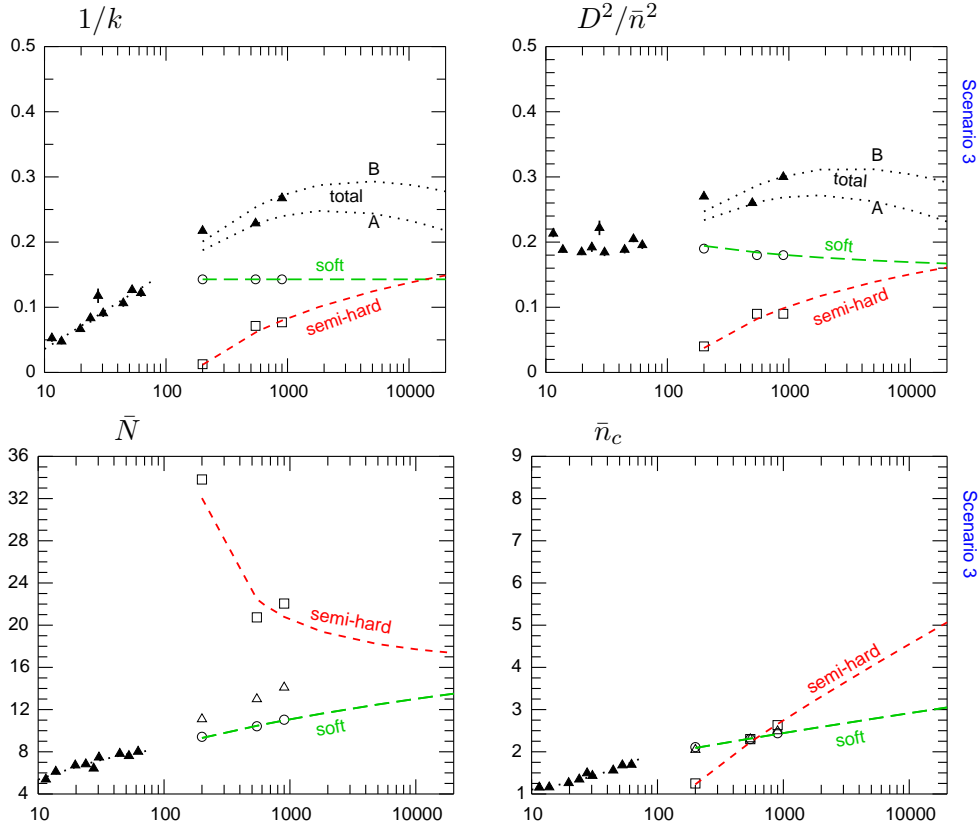 1/k
D²/n̄²
0.5
0.4
0.3
0.2
0.1
0
B
total
A
soft
semi-hard
10 100 1000 10000
0.5
0.4
0.3
0.2
0.1
0
B
total
A
soft
semi-hard
10 100 1000 10000
Scenario 3
N̄
n̄c
36
32
28
24
20
16
12
8
4
semi-hard
soft
10 100 1000 10000
9
8
7
6
5
4
3
2
1
semi-hard
soft
10 100 1000 10000
Scenario 3